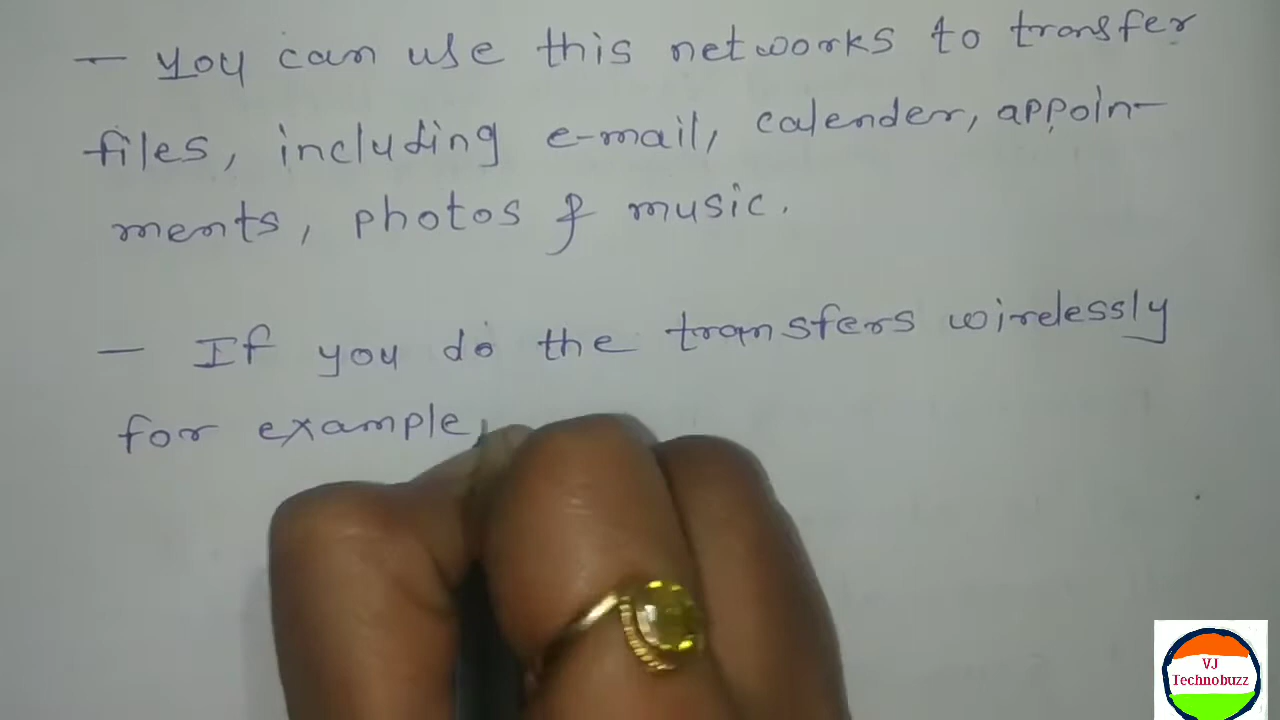 - You can use this networks to transfer
files, including e-mail, calender, appoin-
ments, photos & music.
- If you do the transfers wirelessly
for example,
VJ
Technobuzz